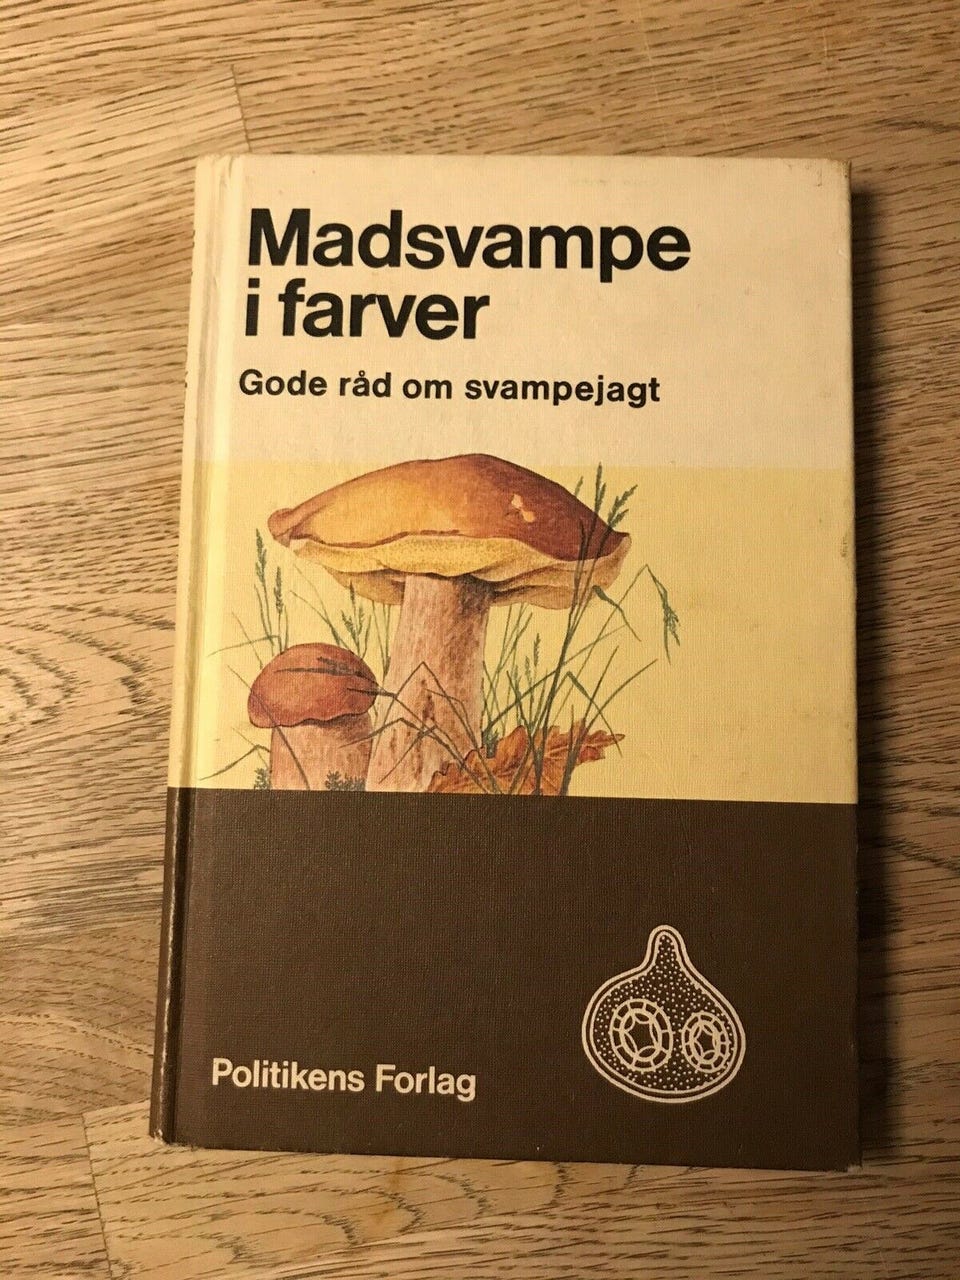 Madsvampe
i farver
Gode råd om svampejagt
Politikens Forlag